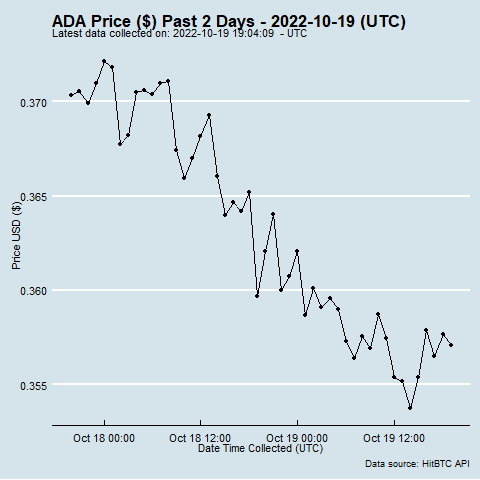 ADA Price ($) Past 2 Days - 2022-10-19 (UTC)
Latest data collected on: 2022-10-19 19:04:09 - UTC
0.370
0.365
0.360
0.355
Price USD ($)
Oct 18 00:00 Oct 18 12:00 Oct 19 00:00 Oct 19 12:00
Date Time Collected (UTC)
Data source: HitBTC API